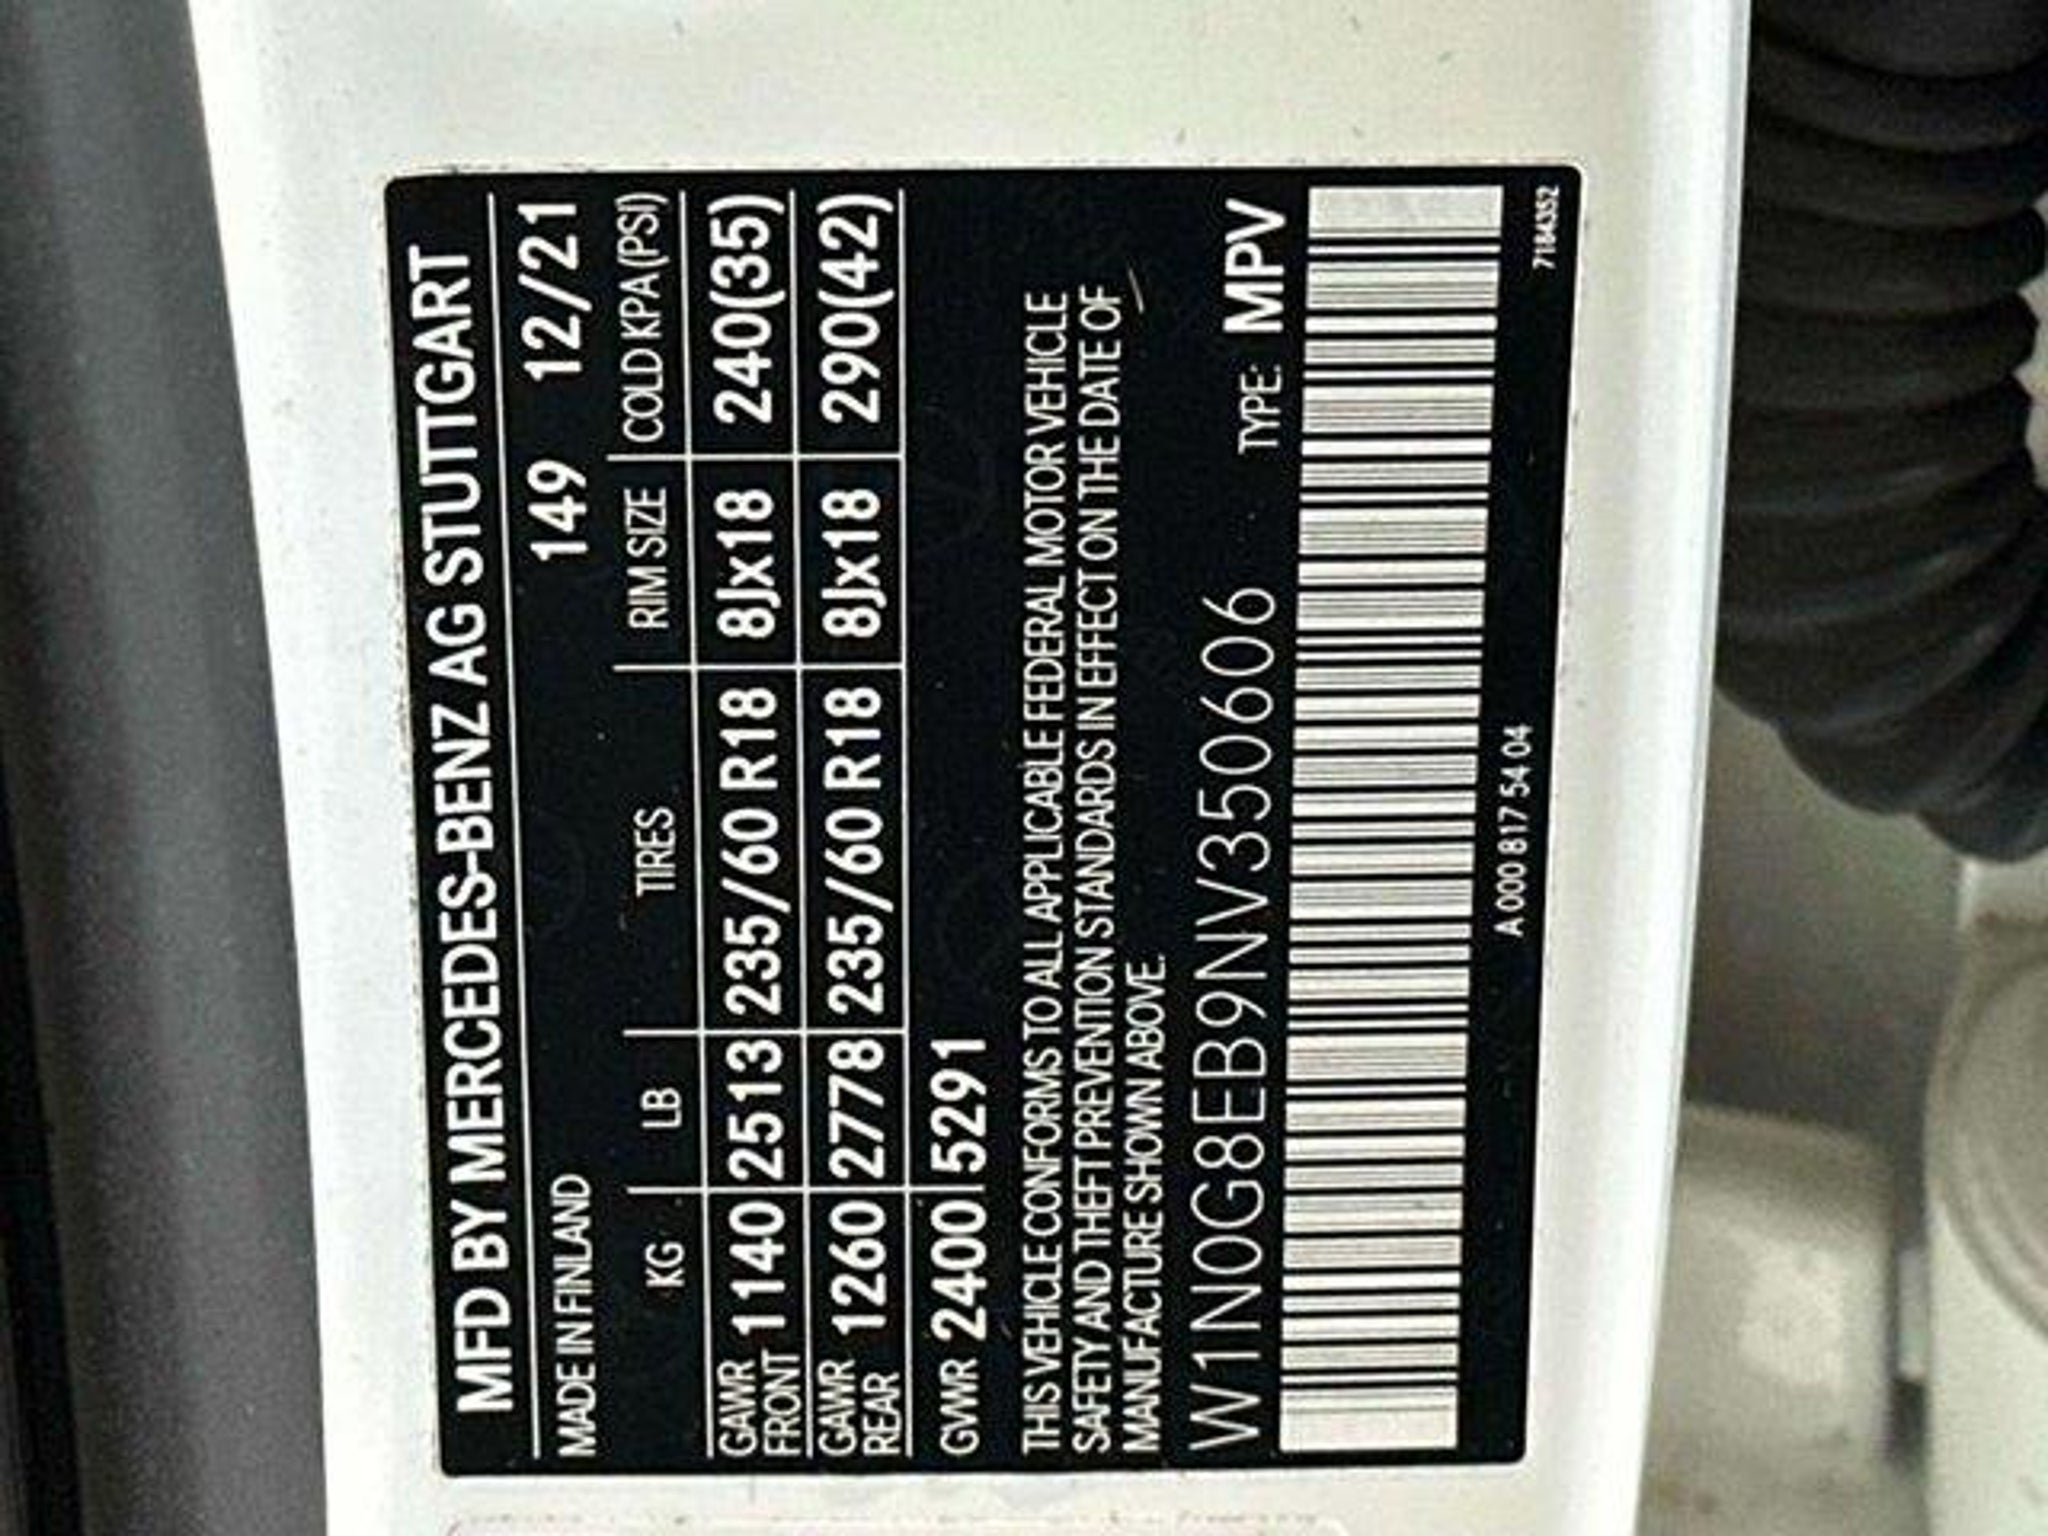 MFD BY MERCEDES-BENZ AG STUTTGART
MADE IN FINLAND 149 12/21
KG LB TIRES RIM SIZE COLD KPA (PSI)
GAWR FRONT 1140 2513 235/60 R18 8Jx18 240(35)
GAWR REAR 1260 2778 235/60 R18 8Jx18 290(42)
GVWR 2400 5291
THIS VEHICLE CONFORMS TO ALL APPLICABLE FEDERAL MOTOR VEHICLE
SAFETY AND THEFT PREVENTION STANDARDS IN EFFECT ON THE DATE OF
MANUFACTURE SHOWN ABOVE.
W1N0G8EB9NV350606 TYPE: MPV
A 000 817 54 04
7184352